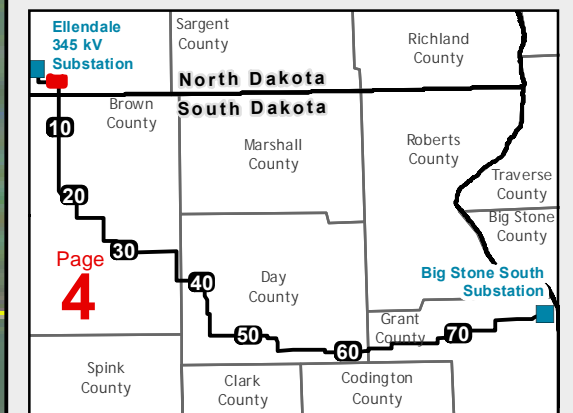 Ellendale
345 kV
Substation
Sargent
County
Richland
County
North Dakota
South Dakota
Brown
County
10
Marshall
County
Roberts
County
Traverse
County
20
Big Stone
County
30
Page
4
40
Day
County
Big Stone South
Substation
Grant
County
50
60
70
Spink
County
Clark
County
Codington
County